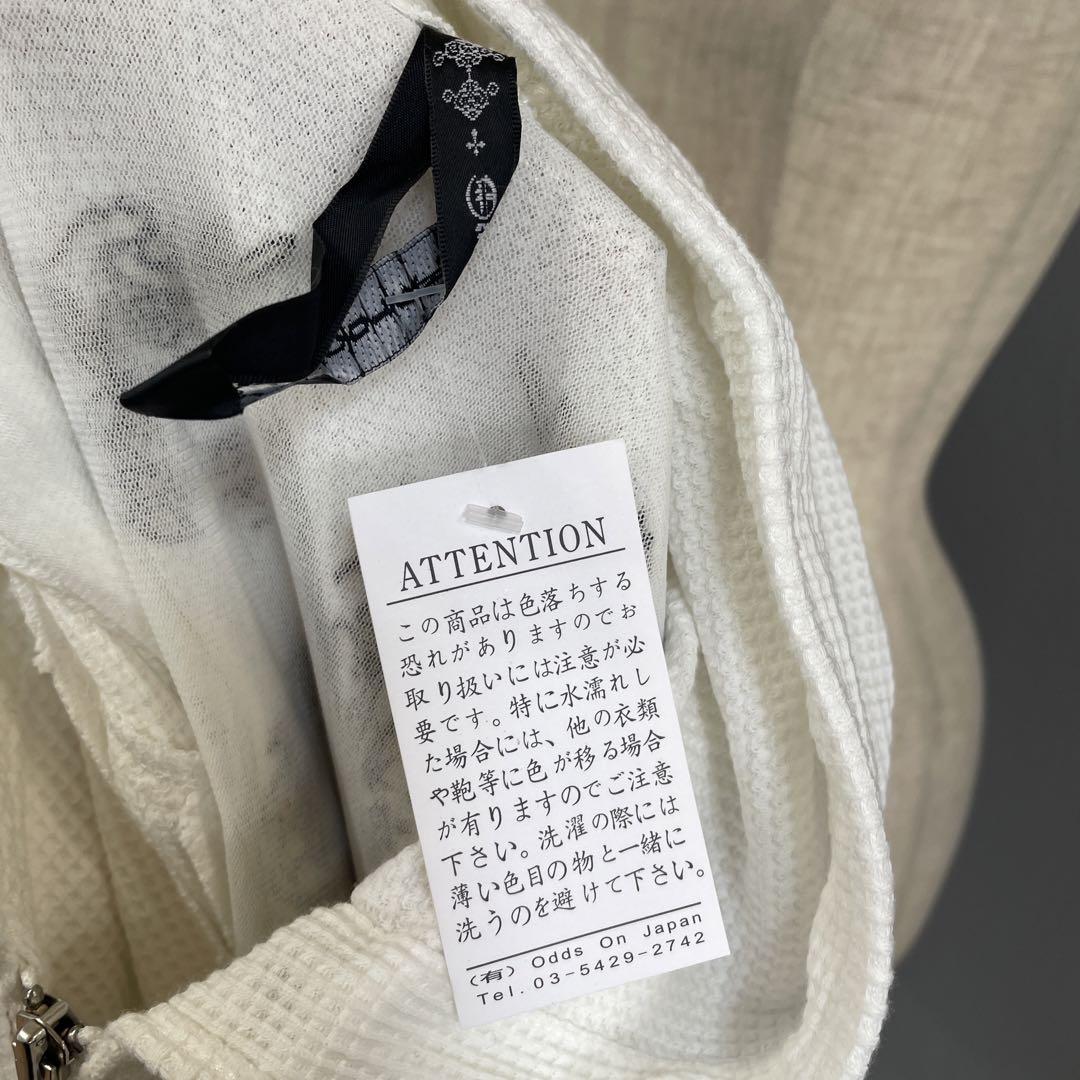 ATTENTION
この商品は色落ちする
恐れがありますのでぉ
取り扱いには注意が必
要です。特に水濡れし
た場合には、他の衣類
や鞄等に色が移る場合
が有りますのでご注意
下さい。洗濯の際には
薄い色目の物と一緒に
洗うのを避けて下さい。
(有) Odds On Japan
Tel.03-5429-2742